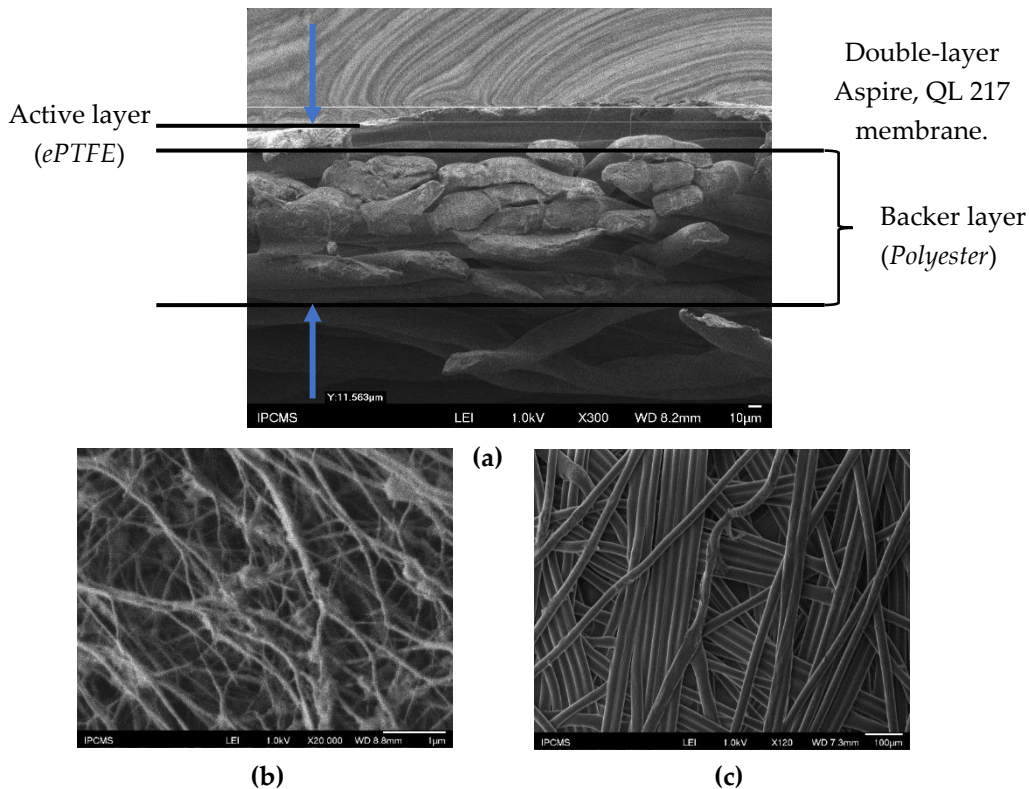 Double-layer
Aspire, QL 217
membrane.
Active layer
(ePTFE)
Backer layer
(Polyester)
Y:11.563µm
IPCMS LEI 1.0kV X300 WD 8.2mm 10µm
(a)
IPCMS LEI 1.0kV X20.000 WD 8.8mm 1µm
IPCMS LEI 1.0kV X120 WD 7.3mm 100µm
(b)
(c)